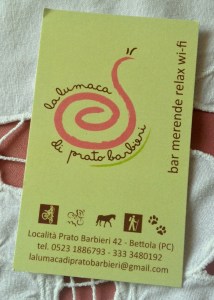 la lumaca
di prato barbieri
bar merende relax wi-fi
Località Prato Barbieri 42 - Bettola (PC)
tel. 0523 1886793 - 333 3480192
lalumacadipratobarbieri@gmail.com